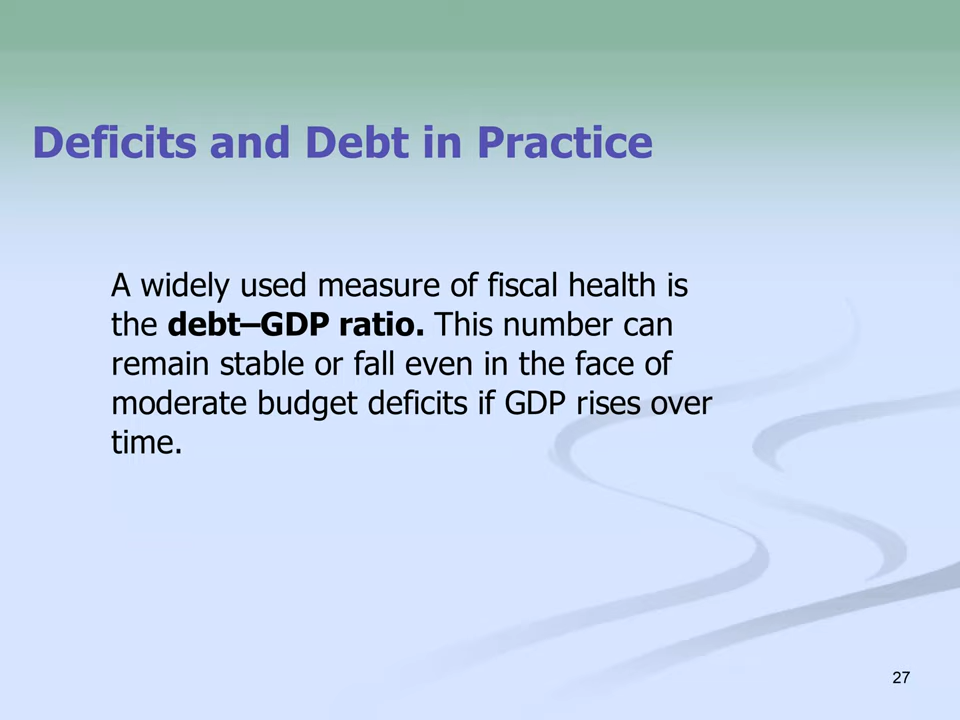 Deficits and Debt in Practice
A widely used measure of fiscal health is
the debt–GDP ratio. This number can
remain stable or fall even in the face of
moderate budget deficits if GDP rises over
time.
27